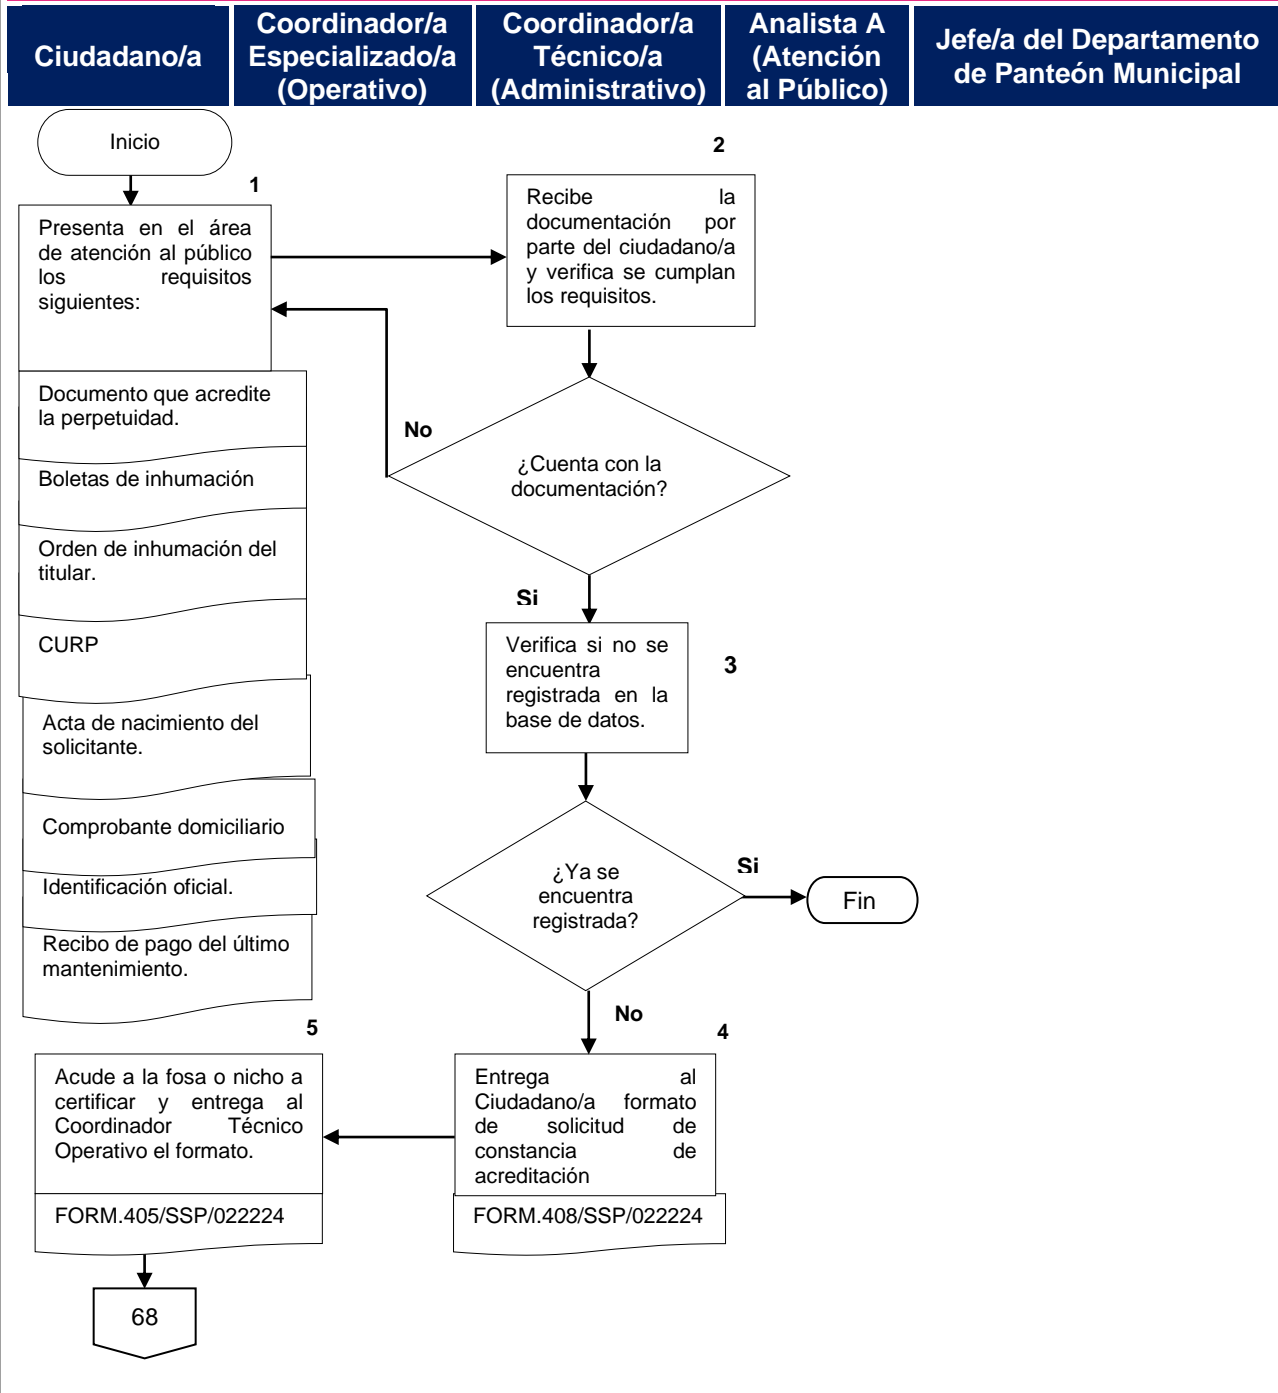 Ciudadano/a
Coordinador/a
Especializado/a
(Operativo)
Coordinador/a
Técnico/a
(Administrativo)
Analista A
(Atención
al Público)
Jefe/a del Departamento
de Panteón Municipal
Inicio
1
Presenta en el área
de atención al público
los requisitos
siguientes:
Documento que acredite
la perpetuidad.
Boletas de inhumación
Orden de inhumación del
titular.
CURP
Acta de nacimiento del
solicitante.
Comprobante domiciliario
Identificación oficial.
Recibo de pago del último
mantenimiento.
2
Recibe la
documentación por
parte del ciudadano/a
y verifica se cumplan
los requisitos.
No
¿Cuenta con la
documentación?
Si
Verifica si no se
encuentra
registrada en la
base de datos.
3
¿Ya se
encuentra
registrada?
Si
Fin
No
4
Entrega al
Ciudadano/a formato
de solicitud de
constancia de
acreditación
FORM.408/SSP/022224
5
Acude a la fosa o nicho a
certificar y entrega al
Coordinador Técnico
Operativo el formato.
FORM.405/SSP/022224
68